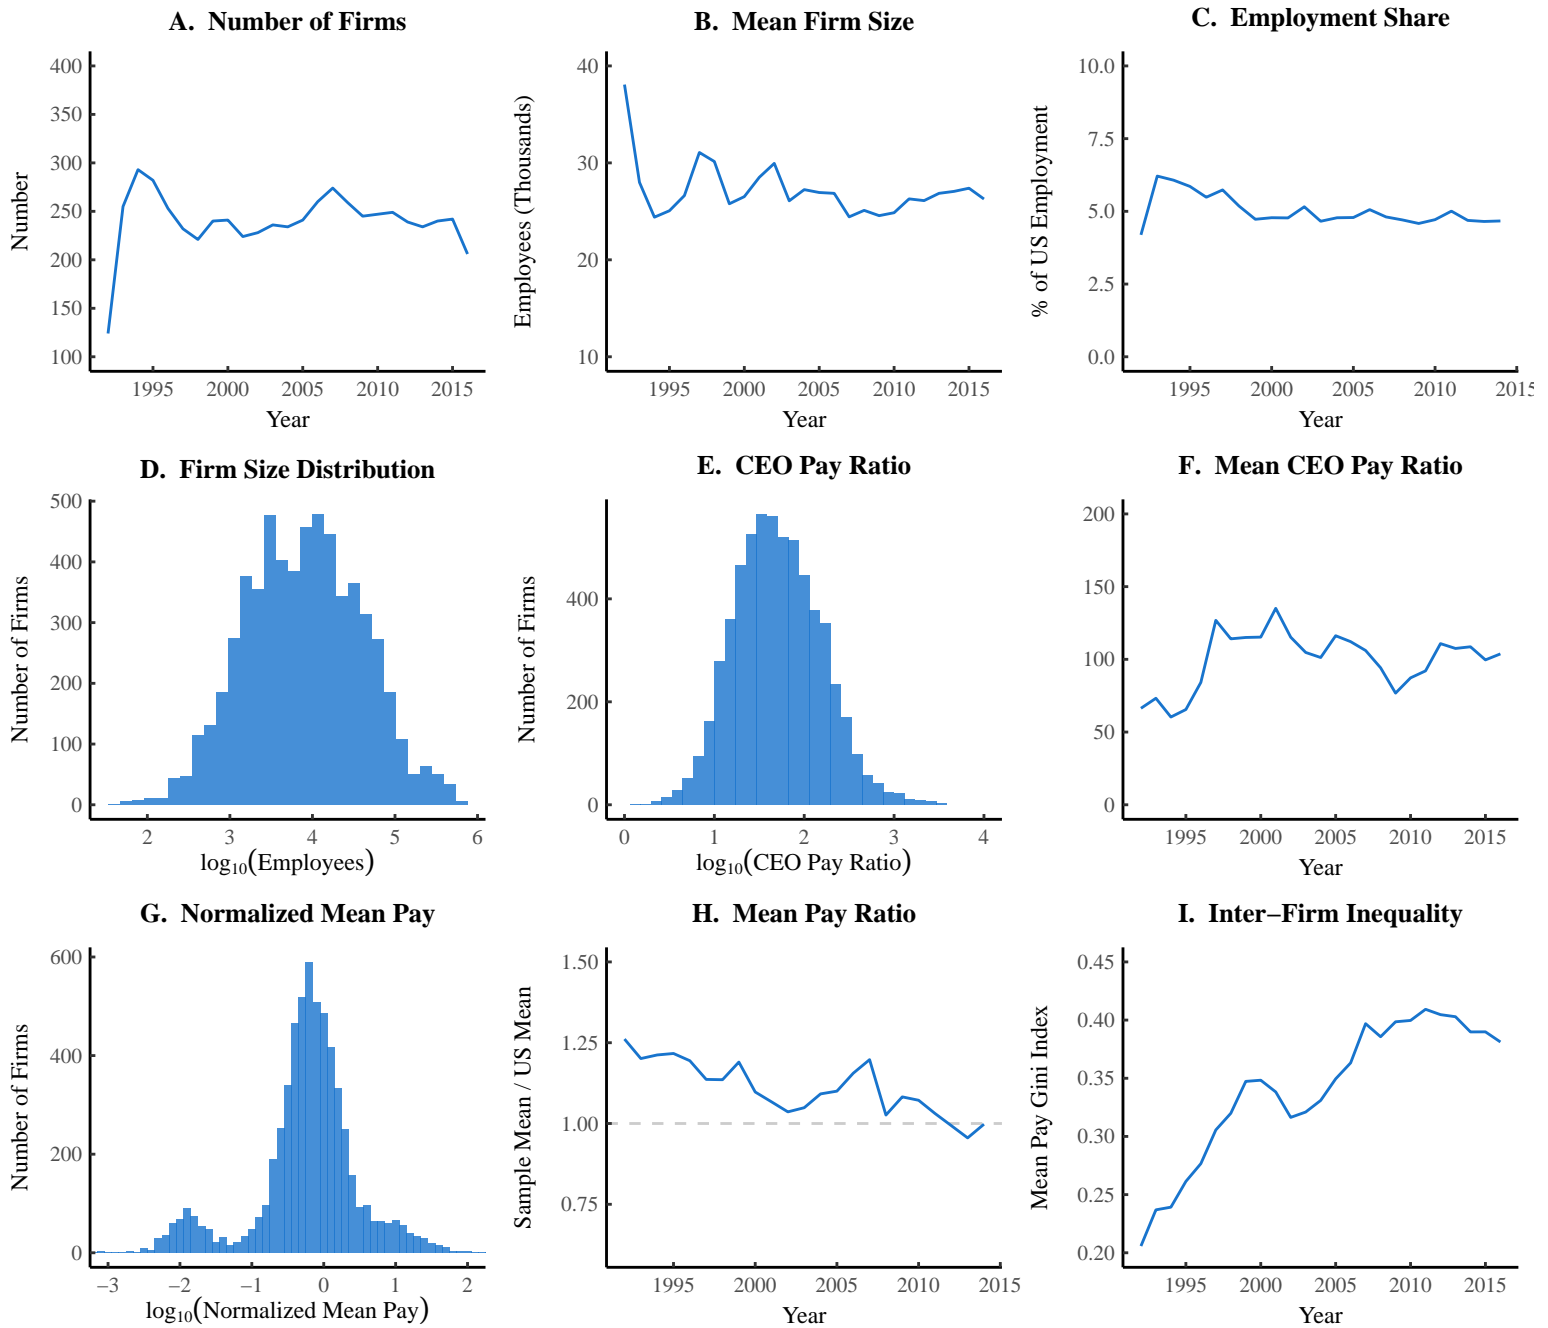 A. Number of Firms
Number
400
350
300
250
200
150
100
1995 2000 2005 2010 2015
Year
B. Mean Firm Size
Employees (Thousands)
40
30
20
10
1995 2000 2005 2010 2015
Year
C. Employment Share
% of US Employment
10.0
7.5
5.0
2.5
0.0
1995 2000 2005 2010 2015
Year
D. Firm Size Distribution
Number of Firms
500
400
300
200
100
0
2 3 4 5 6
log10(Employees)
E. CEO Pay Ratio
Number of Firms
400
200
0
0 1 2 3 4
log10(CEO Pay Ratio)
F. Mean CEO Pay Ratio
200
150
100
50
0
1995 2000 2005 2010 2015
Year
G. Normalized Mean Pay
Number of Firms
600
400
200
0
−3 −2 −1 0 1 2
log10(Normalized Mean Pay)
H. Mean Pay Ratio
Sample Mean / US Mean
1.50
1.25
1.00
0.75
1995 2000 2005 2010 2015
Year
I. Inter−Firm Inequality
Mean Pay Gini Index
0.45
0.40
0.35
0.30
0.25
0.20
1995 2000 2005 2010 2015
Year